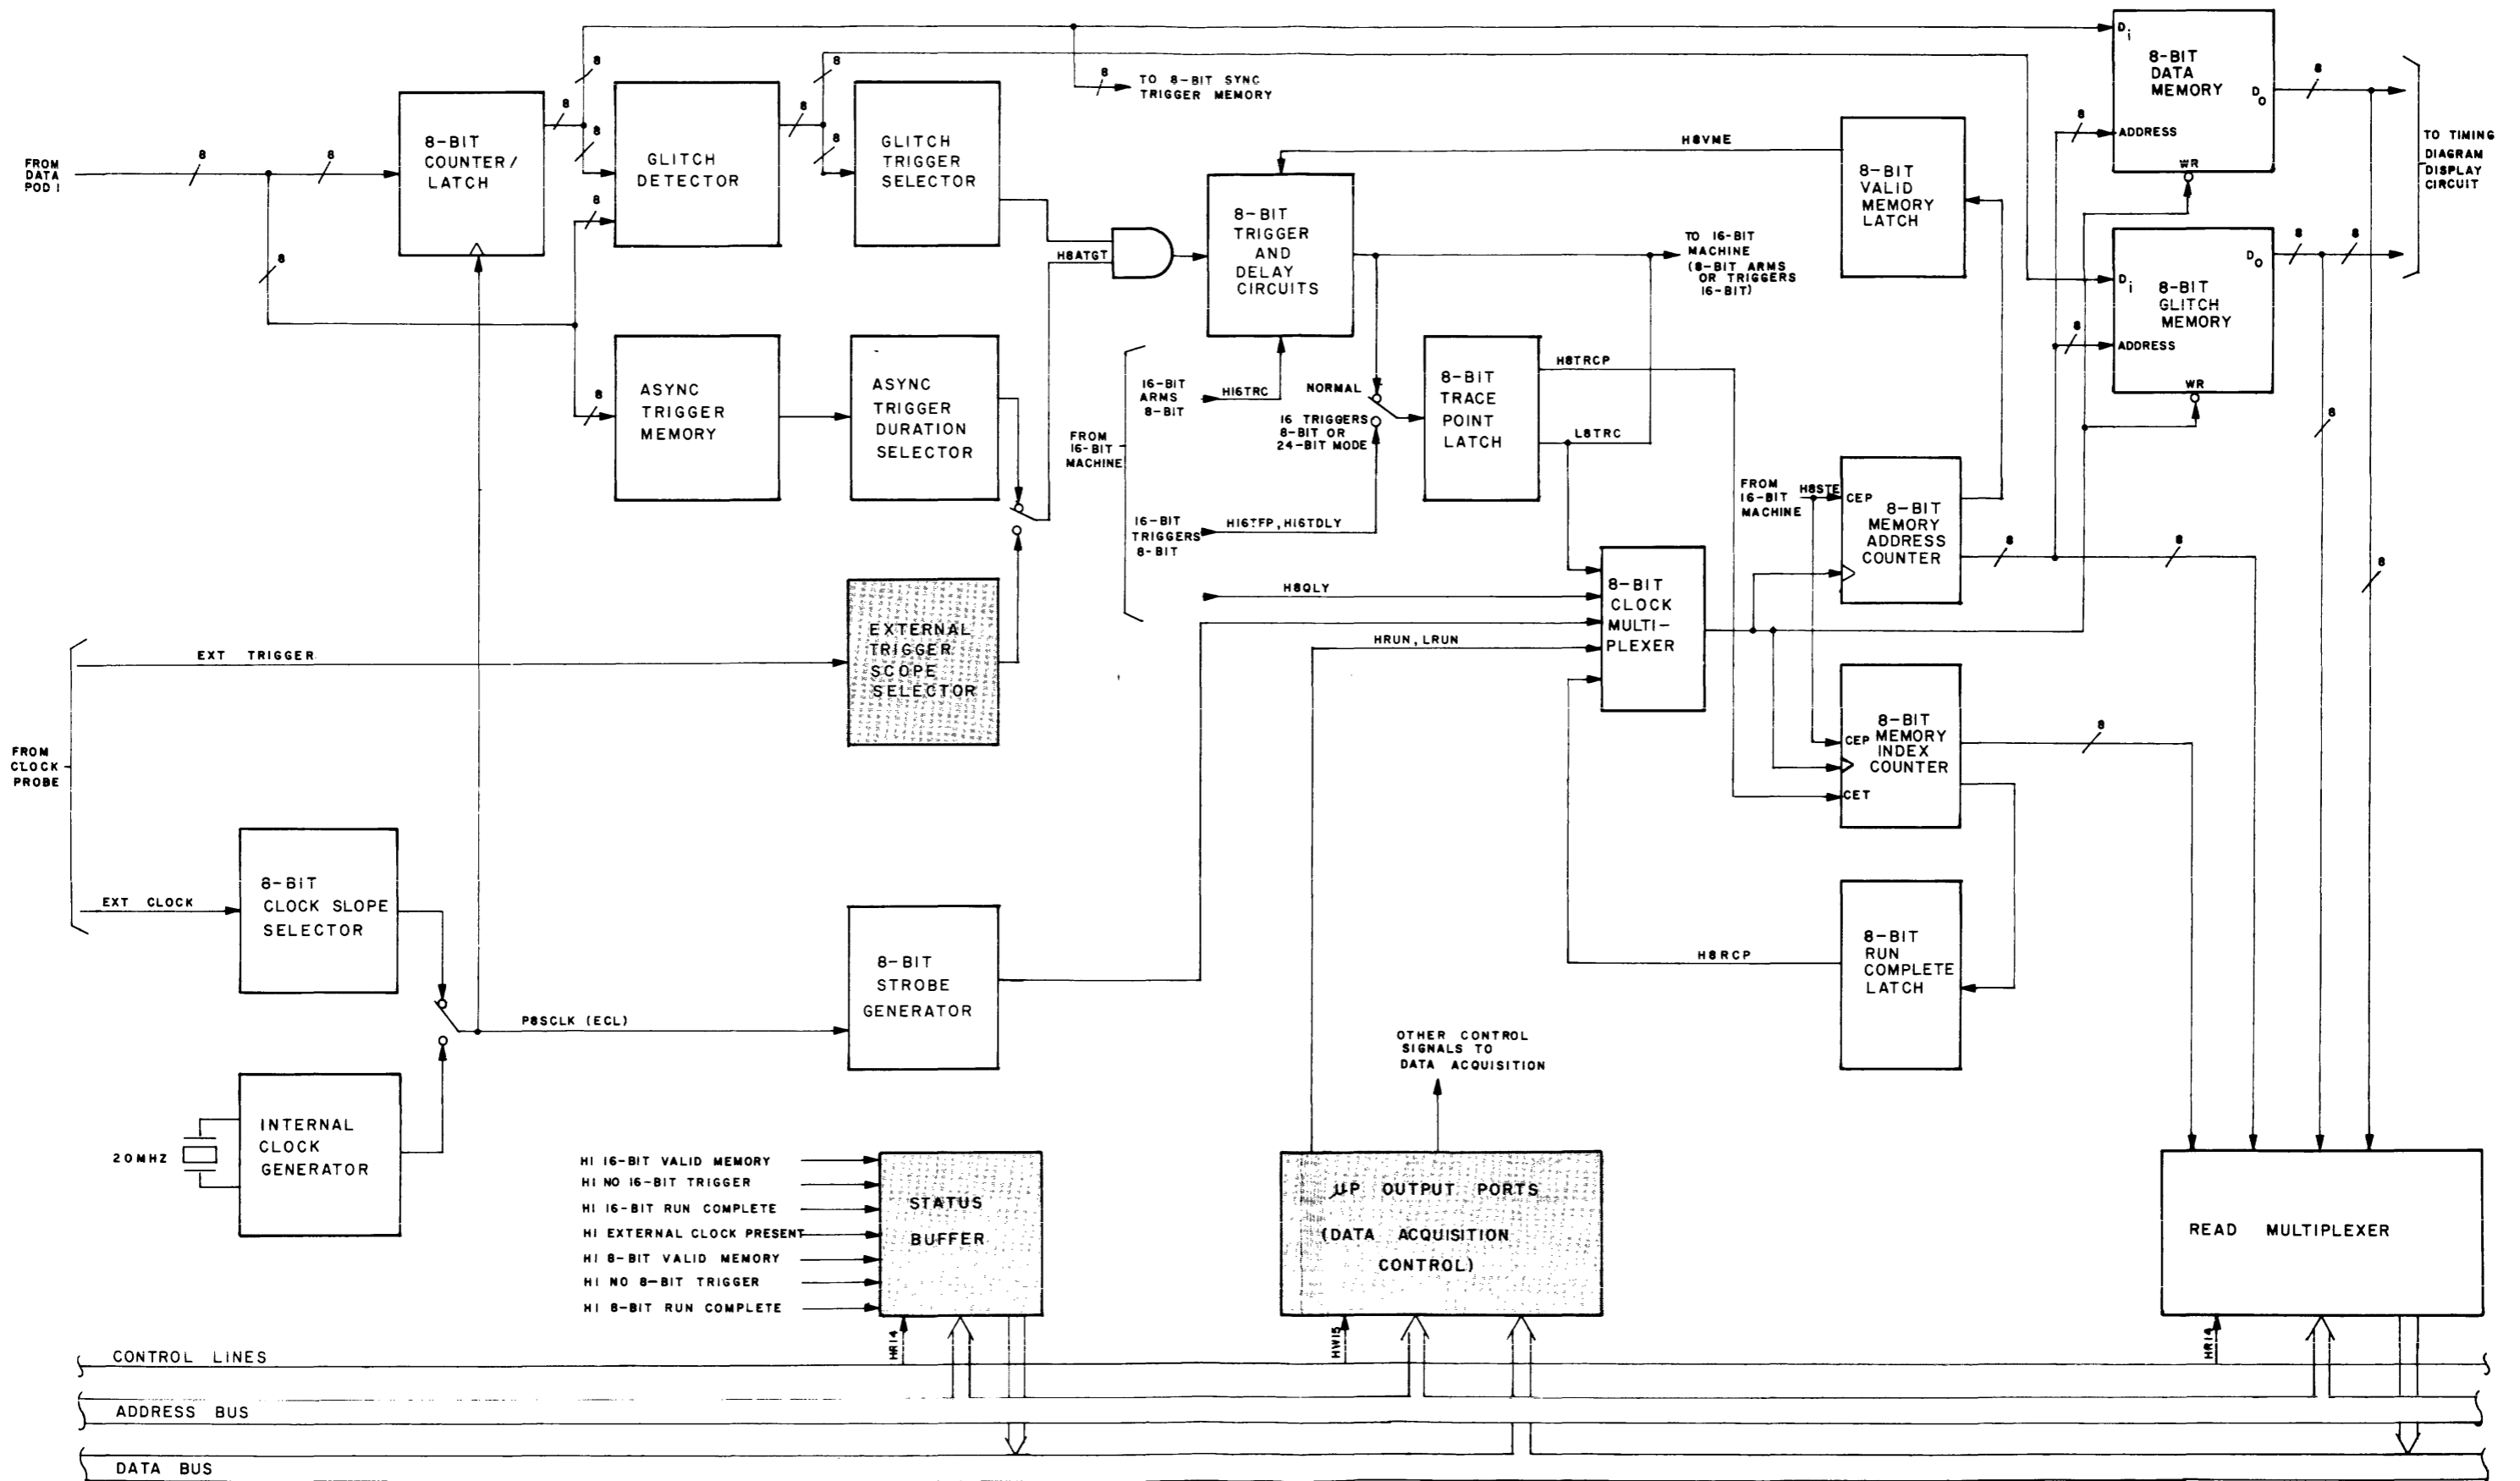 FROM
DATA
POD 1
8
8
8
8-BIT
COUNTER/
LATCH
8
8
8
8
GLITCH
DETECTOR
8
8
8
GLITCH
TRIGGER
SELECTOR
8
TO 8-BIT SYNC
TRIGGER MEMORY
H8ATGT
8-BIT
TRIGGER
AND
DELAY
CIRCUITS
H8VME
8-BIT
VALID
MEMORY
LATCH
Di
8-BIT
DATA
MEMORY
Do
8
ADDRESS
WR
8
TO TIMING
DIAGRAM
DISPLAY
CIRCUIT
TO 16-BIT
MACHINE
(8-BIT ARMS
OR TRIGGERS
16-BIT)
Di
8-BIT
GLITCH
MEMORY
Do
8
ADDRESS
WR
8
8
8
8
ASYNC
TRIGGER
MEMORY
8
ASYNC
TRIGGER
DURATION
SELECTOR
FROM
16-BIT
MACHINE
16-BIT
ARMS
8-BIT
H16TRC
NORMAL
16 TRIGGERS
8-BIT OR
24-BIT MODE
16-BIT
TRIGGERS
8-BIT
H16TFP, H16TDLY
8-BIT
TRACE
POINT
LATCH
H8TRCP
L8TRC
FROM
16-BIT
MACHINE
H8STE
CEP
8-BIT
MEMORY
ADDRESS
COUNTER
8
8
H8QLY
HRUN, LRUN
8-BIT
CLOCK
MULTI-
PLEXER
EXT TRIGGER
EXTERNAL
TRIGGER
SCOPE
SELECTOR
CEP
CET
8-BIT
MEMORY
INDEX
COUNTER
8
FROM
CLOCK
PROBE
EXT CLOCK
8-BIT
CLOCK SLOPE
SELECTOR
P8SCLK (ECL)
8-BIT
STROBE
GENERATOR
H8RCP
8-BIT
RUN
COMPLETE
LATCH
20MHZ
INTERNAL
CLOCK
GENERATOR
OTHER CONTROL
SIGNALS TO
DATA ACQUISITION
HI 16-BIT VALID MEMORY
HI NO 16-BIT TRIGGER
HI 16-BIT RUN COMPLETE
HI EXTERNAL CLOCK PRESENT
HI 8-BIT VALID MEMORY
HI NO 8-BIT TRIGGER
HI 8-BIT RUN COMPLETE
STATUS
BUFFER
µP OUTPUT PORTS
(DATA ACQUISITION
CONTROL)
READ MULTIPLEXER
HR14
HW15
HR14
CONTROL LINES
ADDRESS BUS
DATA BUS